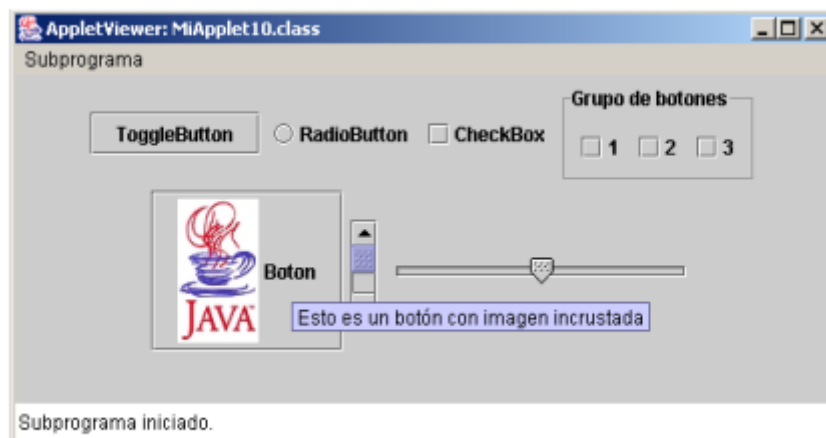 AppletViewer: MiApplet10.class
Subprograma
ToggleButton
RadioButton
CheckBox
Grupo de botones
1 2 3
JAVA
Boton
Esto es un botón con imagen incrustada
Subprograma iniciado.